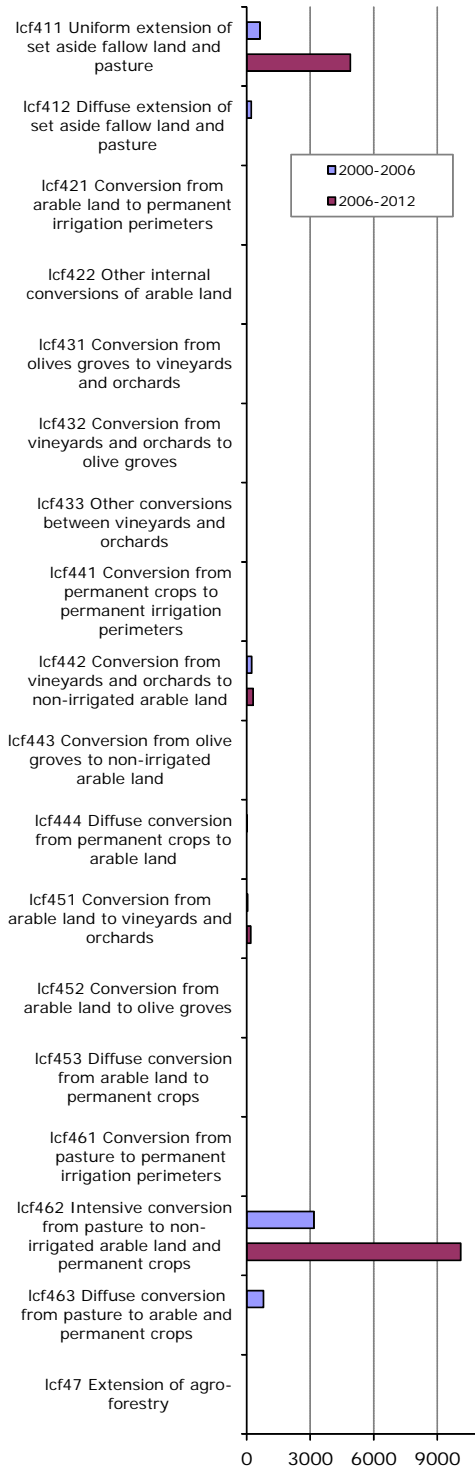 lcf411 Uniform extension of
set aside fallow land and
pasture
lcf412 Diffuse extension of
set aside fallow land and
pasture
2000-2006
2006-2012
lcf421 Conversion from
arable land to permanent
irrigation perimeters
lcf422 Other internal
conversions of arable land
lcf431 Conversion from
olives groves to vineyards
and orchards
lcf432 Conversion from
vineyards and orchards to
olive groves
lcf433 Other conversions
between vineyards and
orchards
lcf441 Conversion from
permanent crops to
permanent irrigation
perimeters
lcf442 Conversion from
vineyards and orchards to
non-irrigated arable land
lcf443 Conversion from olive
groves to non-irrigated
arable land
lcf444 Diffuse conversion
from permanent crops to
arable land
lcf451 Conversion from
arable land to vineyards and
orchards
lcf452 Conversion from
arable land to olive groves
lcf453 Diffuse conversion
from arable land to
permanent crops
lcf461 Conversion from
pasture to permanent
irrigation perimeters
lcf462 Intensive conversion
from pasture to non-
irrigated arable land and
permanent crops
lcf463 Diffuse conversion
from pasture to arable and
permanent crops
lcf47 Extension of agro-
forestry
0 3000 6000 9000